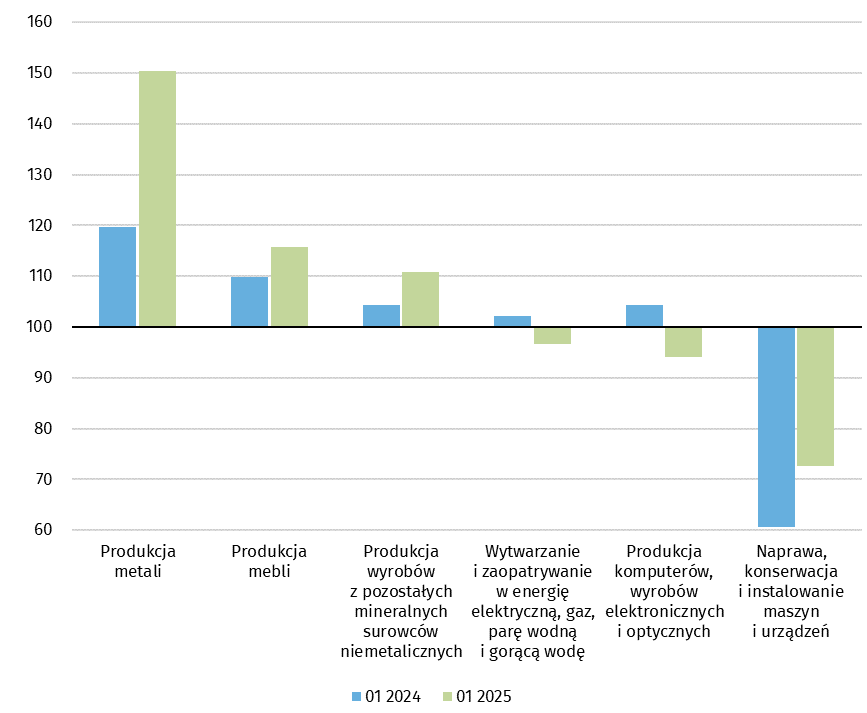 160
150
140
130
120
110
100
90
80
70
60
Produkcja
metali
Produkcja
mebli
Produkcja
wyrobów
z pozostałych
mineralnych
surowców
niemetalicznych
Wytwarzanie
i zaopatrywanie
w energię
elektryczną, gaz,
parę wodną
i gorącą wodę
Produkcja
komputerów,
wyrobów
elektronicznych
i optycznych
Naprawa,
konserwacja
i instalowanie
maszyn
i urządzeń
01 2024
01 2025